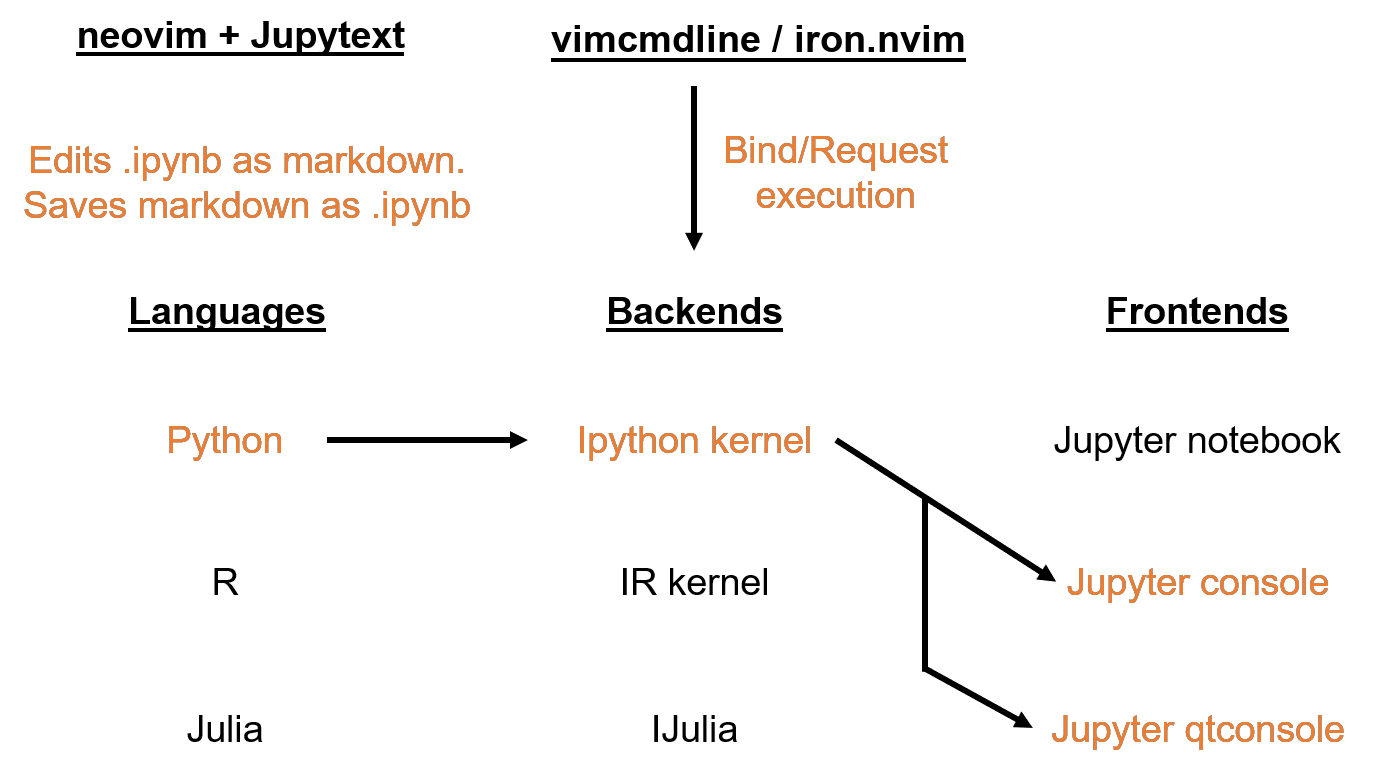 neovim + Jupytext
vimcmdline / iron.nvim
Edits .ipynb as markdown.
Saves markdown as .ipynb
Bind/Request
execution
Languages
Backends
Frontends
Python
Ipython kernel
Jupyter notebook
R
IR kernel
Jupyter console
Julia
IJulia
Jupyter qtconsole